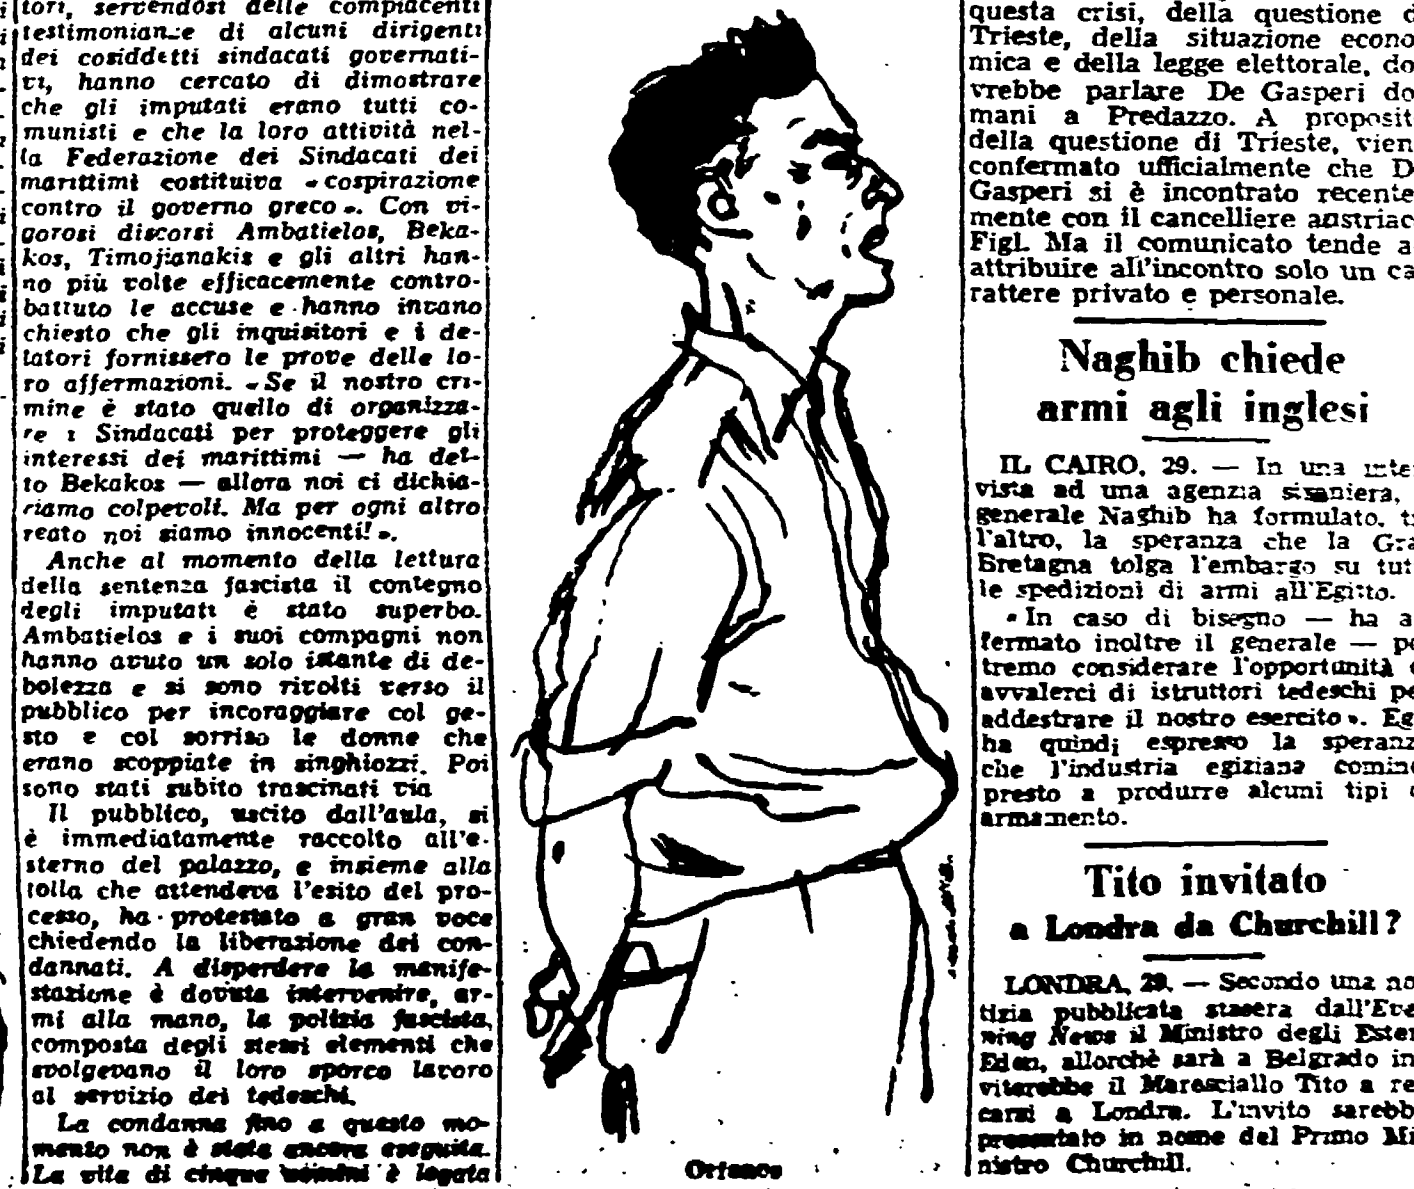 tori, servendosi delle compiacenti
testimonianze di alcuni dirigenti
dei cosiddetti sindacati governati-
vi, hanno cercato di dimostrare
che gli imputati erano tutti co-
munisti e che la loro attività nel-
la Federazione dei Sindacati dei
marittimi costituiva «cospirazione
contro il governo greco». Con vi-
gorosi discorsi Ambatielos, Beka-
kos, Timojianakis e gli altri han-
no più volte efficacemente contro-
battuto le accuse e hanno invano
chiesto che gli inquisitori e i de-
latori fornissero le prove delle lo-
ro affermazioni. «Se il nostro cri-
mine è stato quello di organizza-
re i Sindacati per proteggere gli
interessi dei marittimi — ha det-
to Bekakos — allora noi ci dichia-
riamo colpevoli. Ma per ogni altro
reato noi siamo innocenti!».
Anche al momento della lettura
della sentenza fascista il contegno
degli imputati è stato superbo.
Ambatielos e i suoi compagni non
hanno avuto un solo istante di de-
bolezza e si sono rivolti verso il
pubblico per incoraggiare col ge-
sto e col sorriso le donne che
erano scoppiate in singhiozzi. Poi
sono stati subito trascinati via
Il pubblico, uscito dall'aula, si
è immediatamente raccolto all'e-
sterno del palazzo, e insieme alla
folla che attendeva l'esito del pro-
cesso, ha protestato a gran voce
chiedendo la liberazione dei con-
dannati. A disperdere la manife-
stazione è dovuta intervenire, ar-
mi alla mano, la polizia fascista,
composta degli stessi elementi che
svolgevano il loro sporco lavoro
al servizio dei tedeschi.
La condanna fino a questo mo-
mento non è stata ancora eseguita.
La vita di cinque uomini è legata
Orfanos
questa crisi, della questione d
Trieste, della situazione econo
mica e della legge elettorale, do
vrebbe parlare De Gasperi do
mani a Predazzo. A proposit
della questione di Trieste, vien
confermato ufficialmente che D
Gasperi si è incontrato recente
mente con il cancelliere austriac
Figl. Ma il comunicato tende a
attribuire all'incontro solo un ca
rattere privato e personale.
Naghib chiede
armi agli inglesi
IL CAIRO, 29. — In una inte
vista ad una agenzia straniera,
generale Naghib ha formulato, t
l'altro, la speranza che la Gra
Bretagna tolga l'embargo su tut
le spedizioni di armi all'Egitto.
«In caso di bisogno — ha a
fermato inoltre il generale — po
tremo considerare l'opportunità
avvalerci di istruttori tedeschi pe
addestrare il nostro esercito». Eg
ha quindi espresso la speranz
che l'industria egiziana cominc
presto a produrre alcuni tipi
armamento.
Tito invitato
a Londra da Churchill?
LONDRA, 29. — Secondo una no
tizia pubblicata stasera dall'Eve
ning News il Ministro degli Ester
Eden, allorchè sarà a Belgrado in
viterebbe il Maresciallo Tito a re
carsi a Londra. L'invito sarebb
presentato in nome del Primo Mi
nistro Churchill.